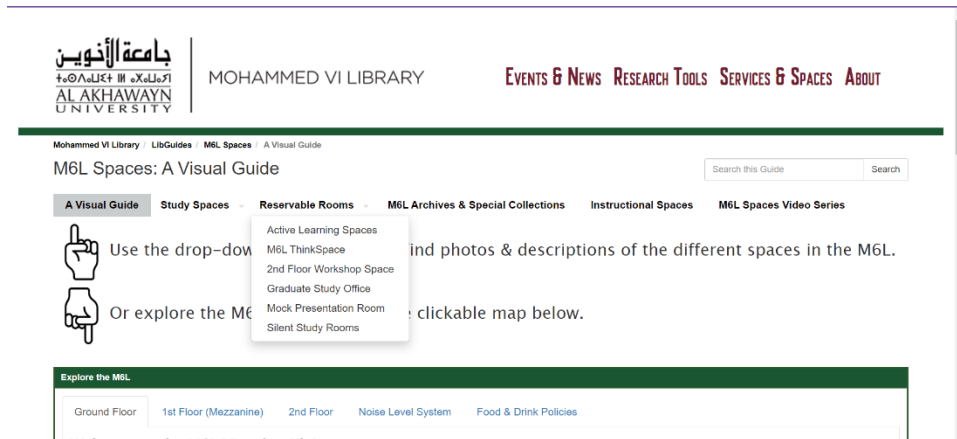 جامعة الأخوين
AL AKHAWAYN
UNIVERSITY
MOHAMMED VI LIBRARY
EVENTS & NEWS RESEARCH TOOLS SERVICES & SPACES ABOUT
Mohammed VI Library / LibGuides / M6L Spaces / A Visual Guide
M6L Spaces: A Visual Guide
Search this Guide Search
A Visual Guide Study Spaces Reservable Rooms M6L Archives & Special Collections Instructional Spaces M6L Spaces Video Series
Active Learning Spaces
M6L ThinkSpace
2nd Floor Workshop Space
Graduate Study Office
Mock Presentation Room
Silent Study Rooms
Use the drop-dow ind photos & descriptions of the different spaces in the M6L.
Or explore the M6 clickable map below.
Explore the M6L
Ground Floor 1st Floor (Mezzanine) 2nd Floor Noise Level System Food & Drink Policies